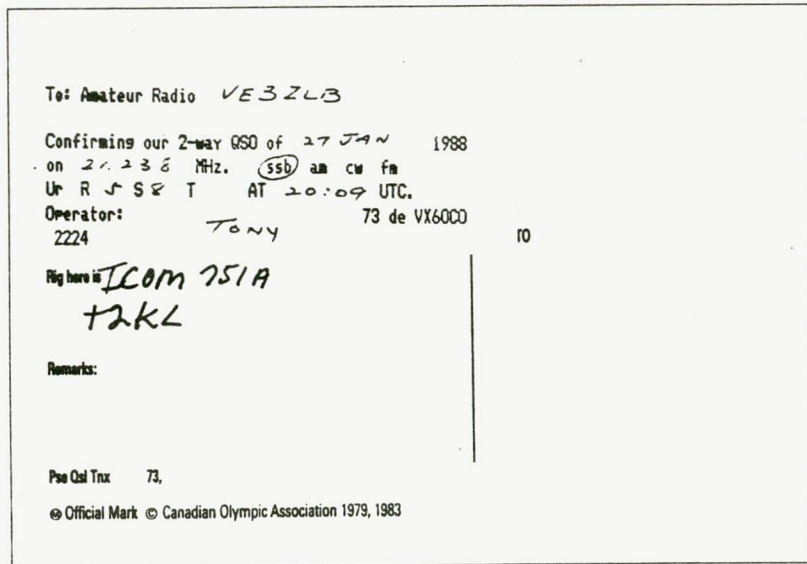 To: Amateur Radio VE3ZLB
Confirming our 2-way QSO of 27 JAN 1988
on 21.238 MHz. ssb am cw fm
Ur R 5 S 8 T AT 20:09 UTC.
Operator: TONY 73 de VX6OCO
2224 TO
Rig here is ICOM 751A
+2KL
Remarks:
Pse Qsl Tnx 73,
Official Mark © Canadian Olympic Association 1979, 1983